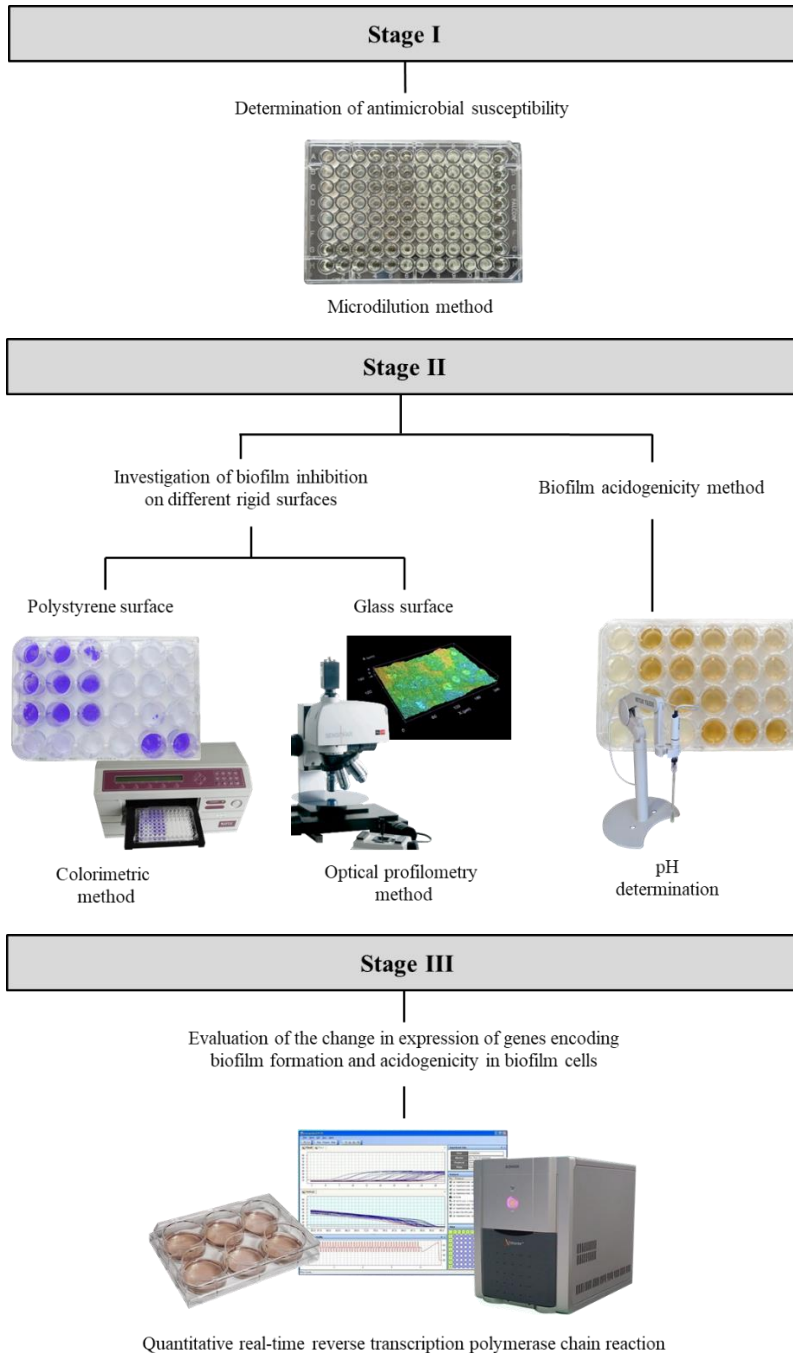 Stage I
Determination of antimicrobial susceptibility
Microdilution method
Stage II
Investigation of biofilm inhibition
on different rigid surfaces
Biofilm acidogenicity method
Polystyrene surface
Glass surface
Colorimetric
method
Optical profilometry
method
pH
determination
Stage III
Evaluation of the change in expression of genes encoding
biofilm formation and acidogenicity in biofilm cells
Quantitative real-time reverse transcription polymerase chain reaction